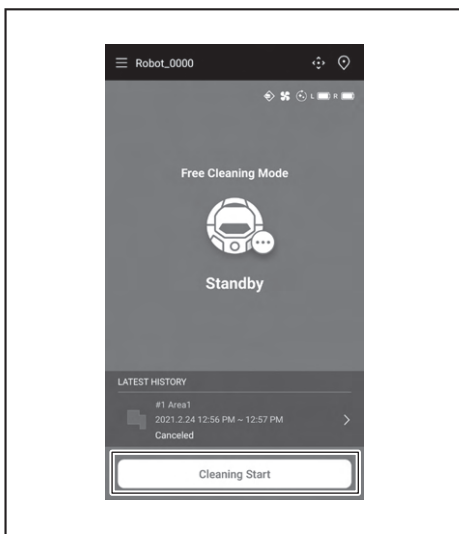 Robot_0000
L R
Free Cleaning Mode
Standby
LATEST HISTORY
#1 Area1
2021.2.24 12:56 PM ~ 12:57 PM
Canceled
Cleaning Start